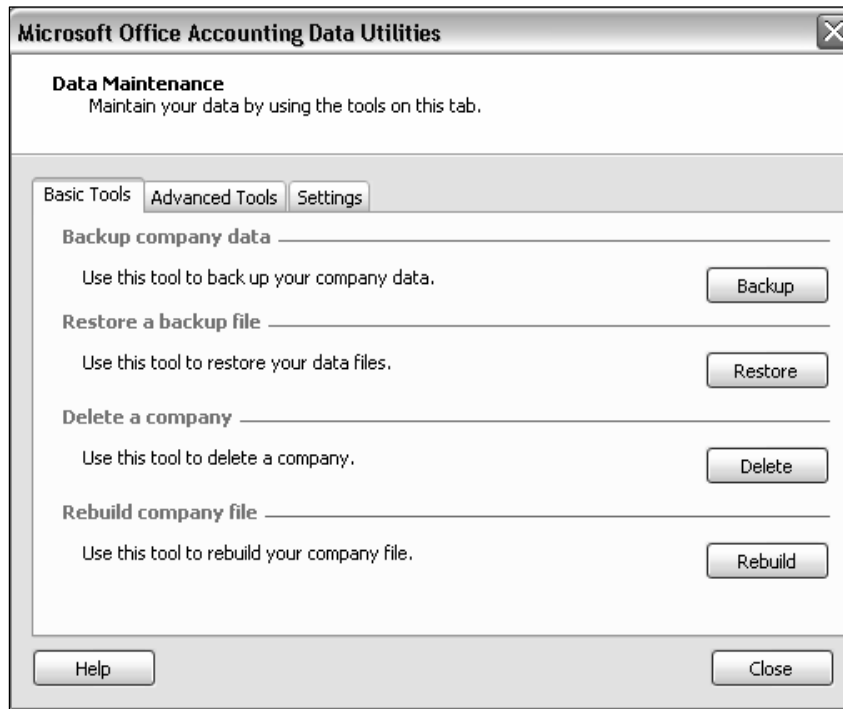 Microsoft Office Accounting Data Utilities
Data Maintenance
Maintain your data by using the tools on this tab.
Basic Tools Advanced Tools Settings
Backup company data
Use this tool to back up your company data. Backup
Restore a backup file
Use this tool to restore your data files. Restore
Delete a company
Use this tool to delete a company. Delete
Rebuild company file
Use this tool to rebuild your company file. Rebuild
Help Close